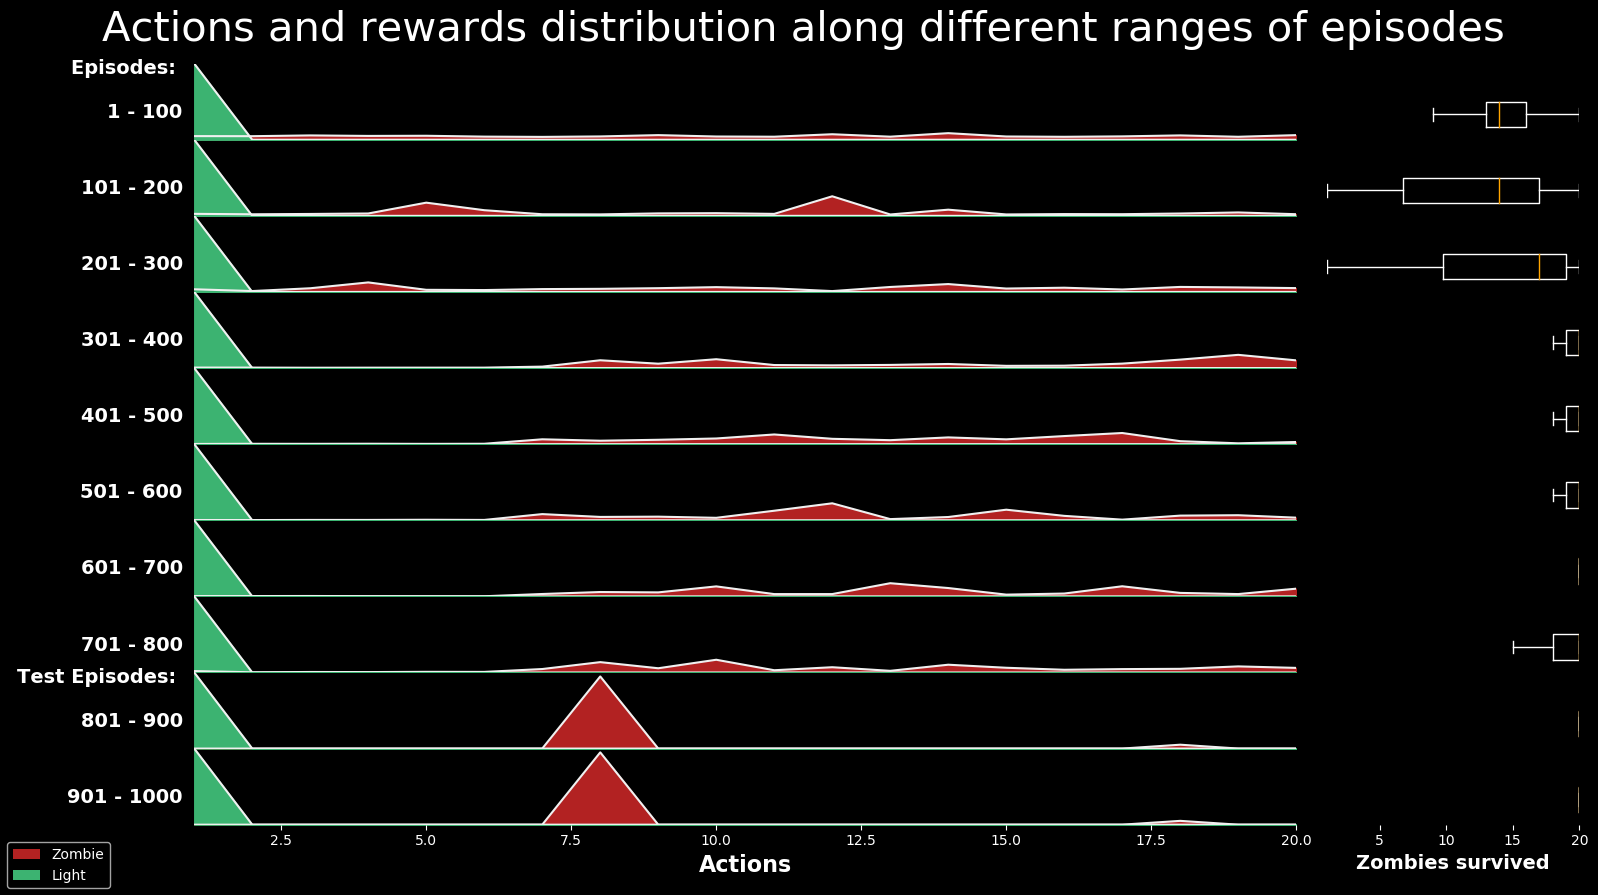 Actions and rewards distribution along different ranges of episodes
Episodes:
1 - 100
101 - 200
201 - 300
301 - 400
401 - 500
501 - 600
601 - 700
701 - 800
Test Episodes:
801 - 900
901 - 1000
2.5 5.0 7.5 10.0 12.5 15.0 17.5 20.0
5 10 15 20
Actions
Zombies survived
Zombie
Light